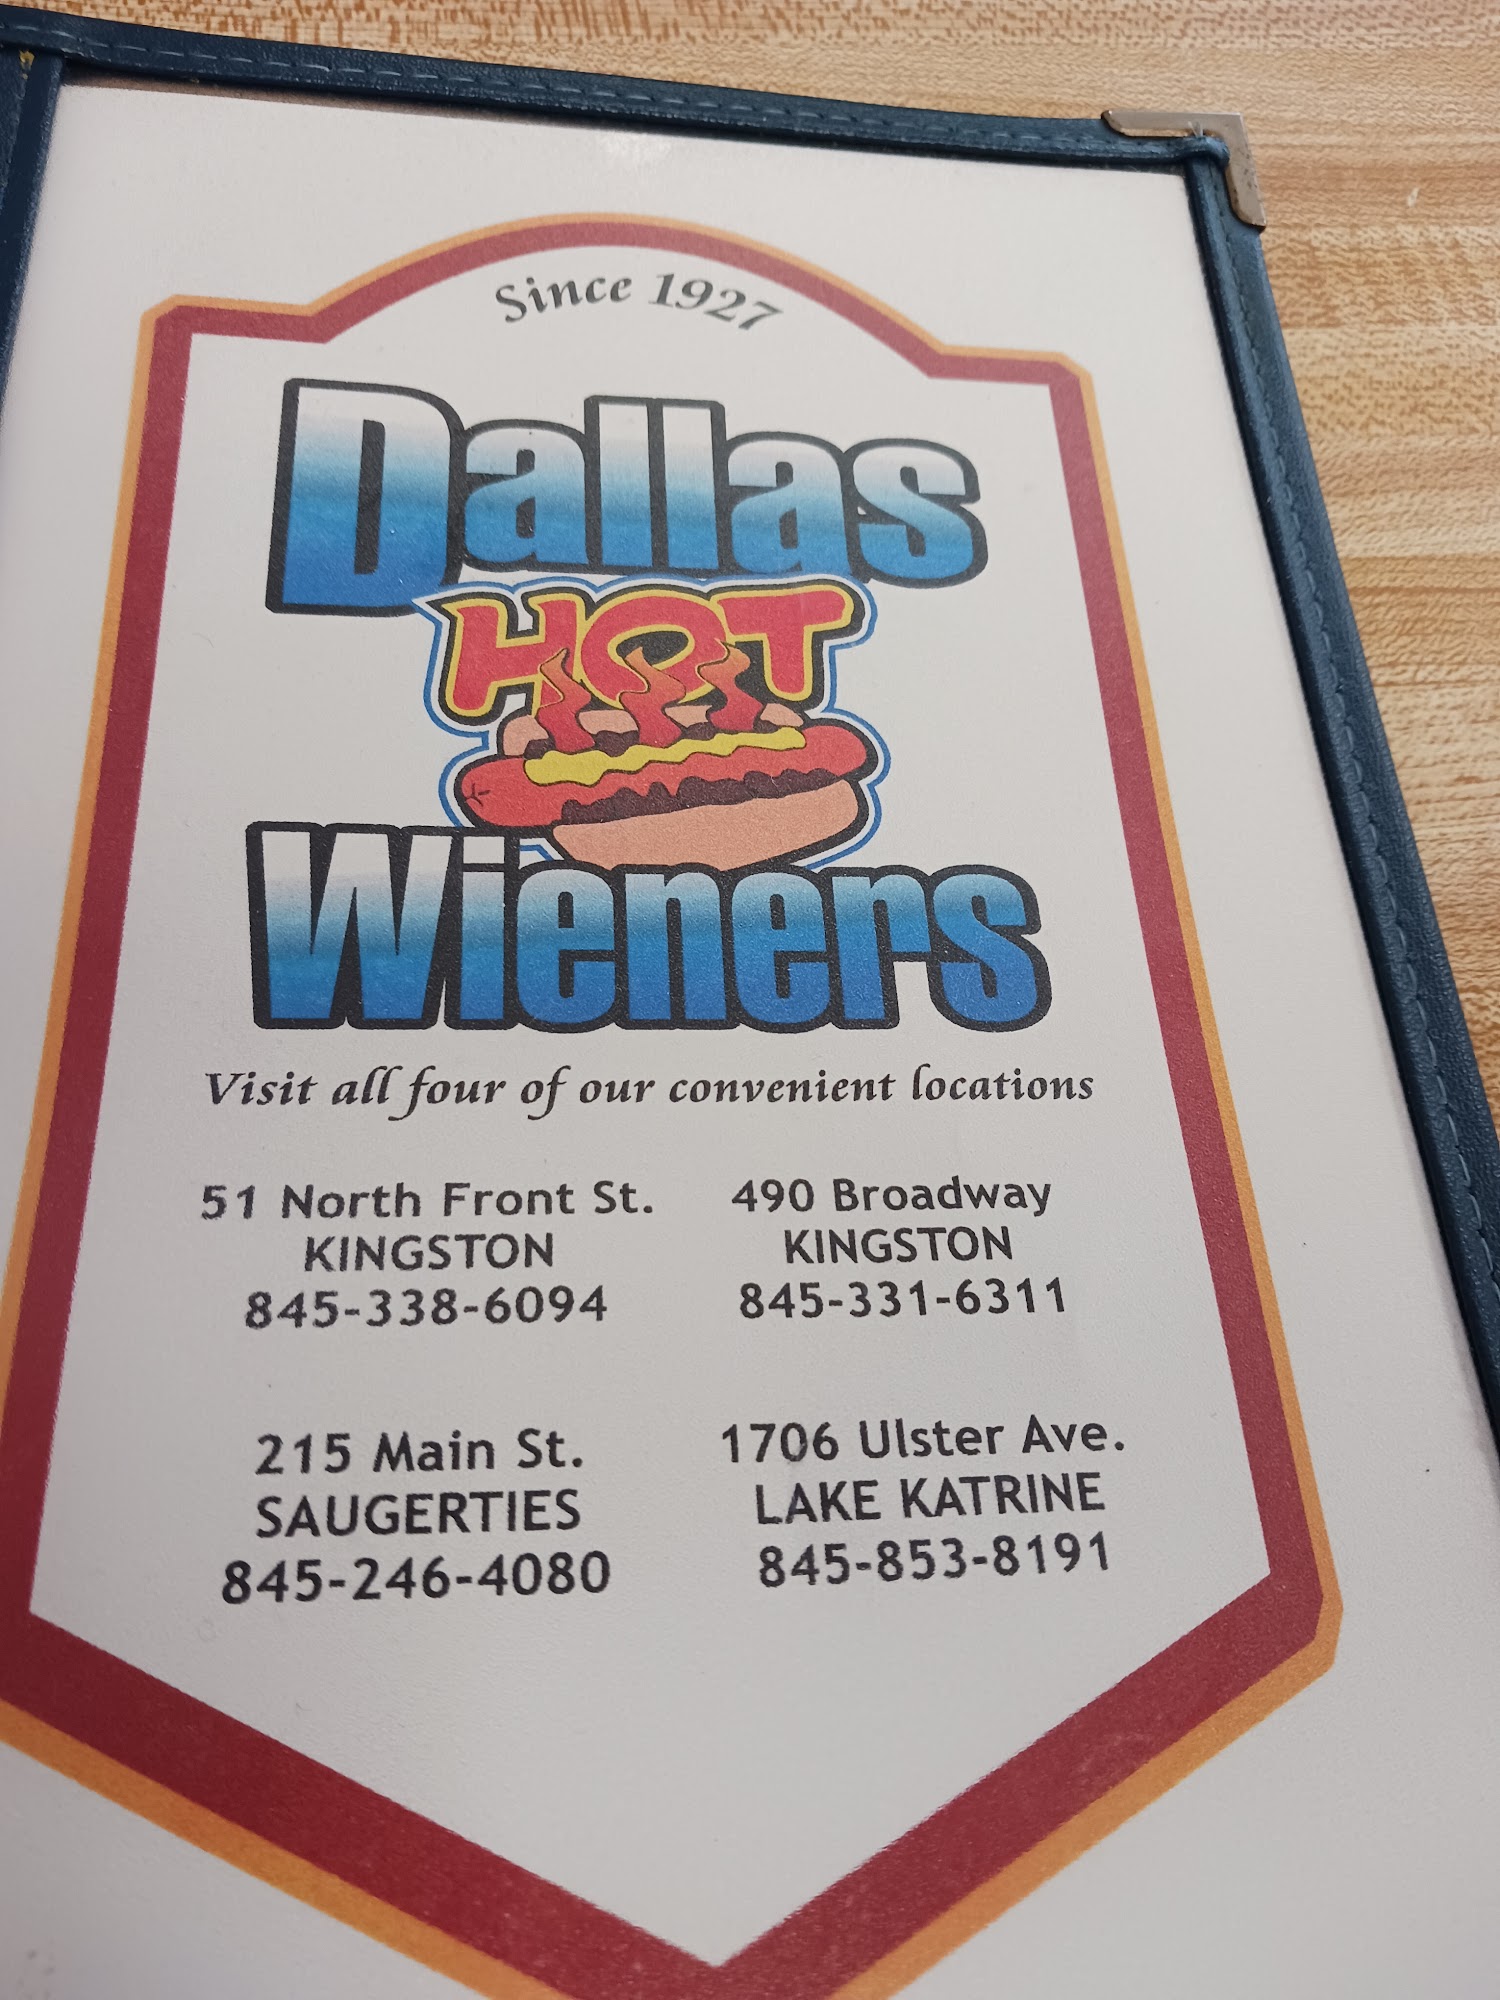 Since 1927
Dallas
HOT
Wieners
Visit all four of our convenient locations
51 North Front St.
KINGSTON
845-338-6094
490 Broadway
KINGSTON
845-331-6311
215 Main St.
SAUGERTIES
845-246-4080
1706 Ulster Ave.
LAKE KATRINE
845-853-8191